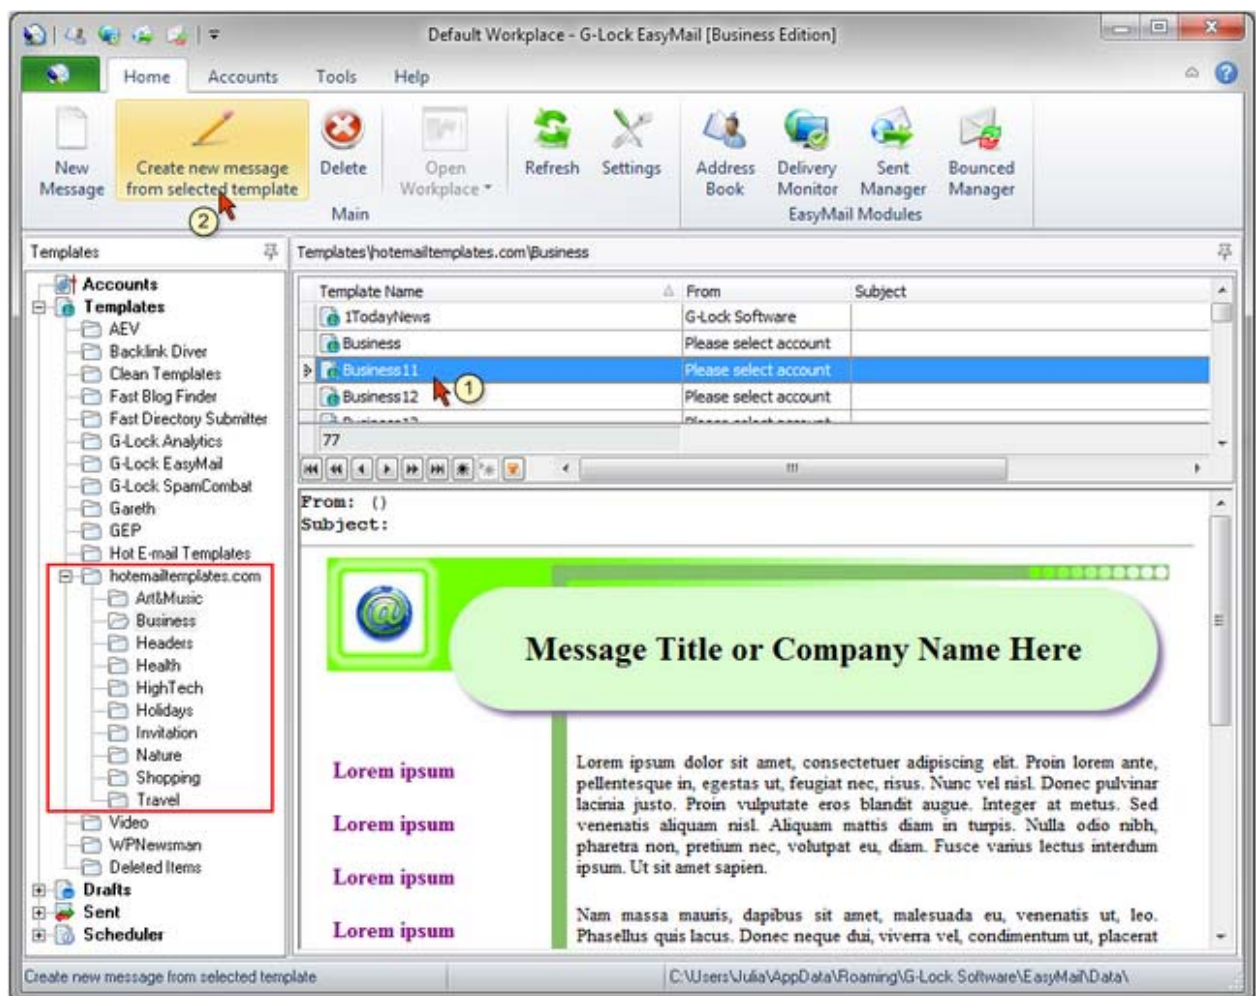 Default Workplace - G-Lock EasyMail [Business Edition]
Home Accounts Tools Help
New Message
Create new message from selected template
Delete
Open Workplace
Refresh
Settings
Address Book
Delivery Monitor
Sent Manager
Bounced Manager
2
Main
EasyMail Modules
Templates
Templates\hotemailtemplates.com\Business
Accounts
Templates
AEV
Backlink Diver
Clean Templates
Fast Blog Finder
Fast Directory Submitter
G-Lock Analytics
G-Lock EasyMail
G-Lock SpamCombat
Gareth
GEP
Hot E-mail Templates
hotemailtemplates.com
Art&Music
Business
Headers
Health
HighTech
Holidays
Invitation
Nature
Shopping
Travel
Video
WPNewsman
Deleted Items
Drafts
Sent
Scheduler
Template Name From Subject
1TodayNews G-Lock Software
Business Please select account
Business11 Please select account
1
Business12 Please select account
77
From: ()
Subject:
Message Title or Company Name Here
Lorem ipsum
Lorem ipsum
Lorem ipsum
Lorem ipsum
Lorem ipsum dolor sit amet, consectetuer adipiscing elit. Proin lorem ante,
pellentesque in, egestas ut, feugiat nec, risus. Nunc vel nisl. Donec pulvinar
lacinia justo. Proin vulputate eros blandit augue. Integer at metus. Sed
venenatis aliquam nisl. Aliquam mattis diam in turpis. Nulla odio nibh,
pharetra non, pretium nec, volutpat eu, diam. Fusce varius lectus interdum
ipsum. Ut sit amet sapien.
Nam massa mauris, dapibus sit amet, malesuada eu, venenatis ut, leo.
Phasellus quis lacus. Donec neque dui, viverra vel, condimentum ut, placerat
Create new message from selected template
C:\Users\Julia\AppData\Roaming\G-Lock Software\EasyMail\Data\